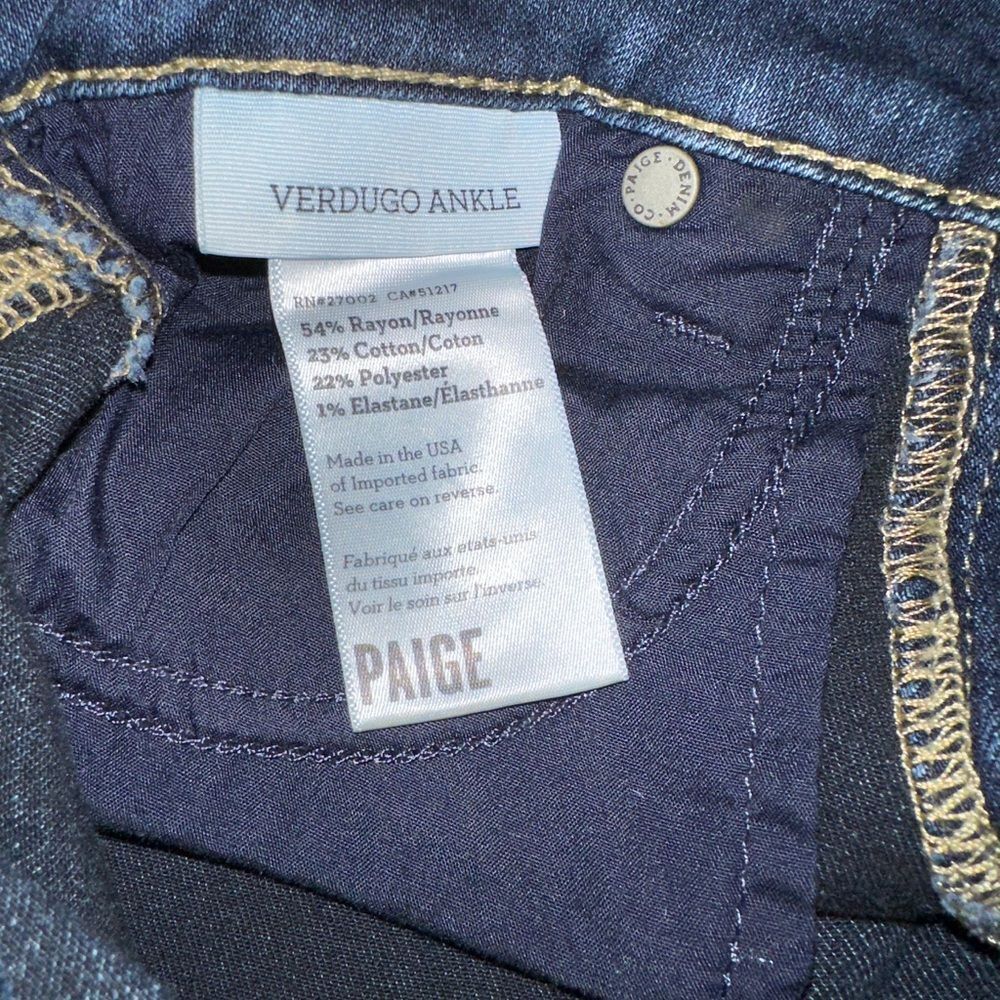 VERDUGO ANKLE
PAIGE · DENIM · CO ·
RN#27002 CA#51217
54% Rayon/Rayonne
23% Cotton/Coton
22% Polyester
1% Elastane/Élasthanne
Made in the USA
of Imported fabric.
See care on reverse.
Fabriqué aux etats-unis
du tissu importe.
Voir le soin sur l'inverse.
PAIGE